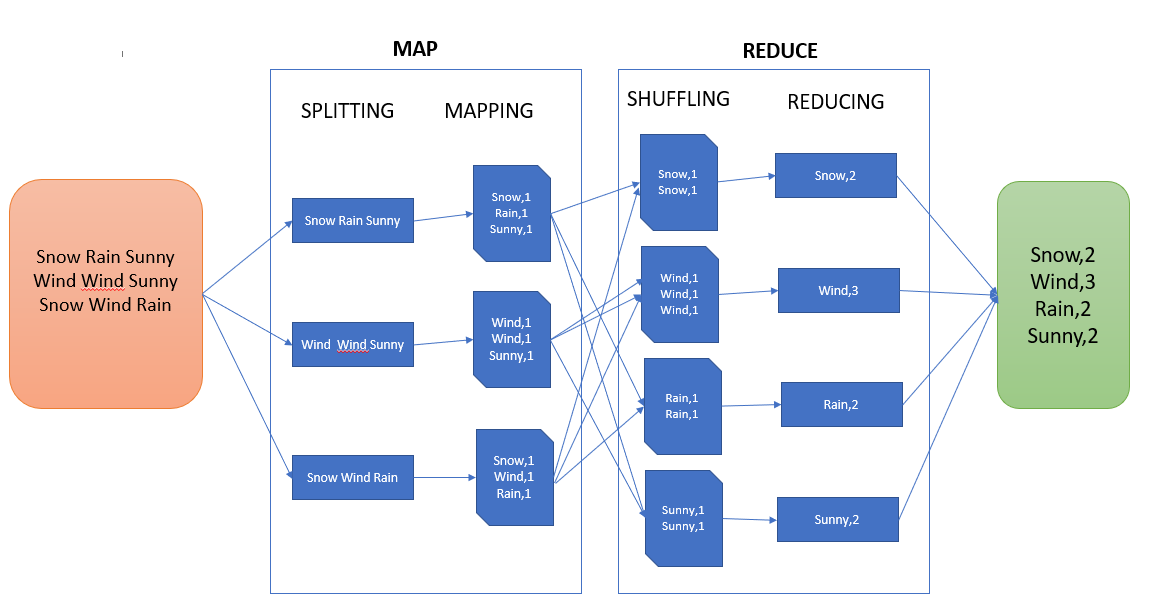 MAP
REDUCE
SPLITTING
MAPPING
SHUFFLING
REDUCING
Snow Rain Sunny
Wind Wind Sunny
Snow Wind Rain
Snow Rain Sunny
Wind  Wind Sunny
Snow Wind Rain
Snow,1
Rain,1
Sunny,1
Wind,1
Wind,1
Sunny,1
Snow,1
Wind,1
Rain,1
Snow,1
Snow,1
Wind,1
Wind,1
Wind,1
Rain,1
Rain,1
Sunny,1
Sunny,1
Snow,2
Wind,3
Rain,2
Sunny,2
Snow,2
Wind,3
Rain,2
Sunny,2